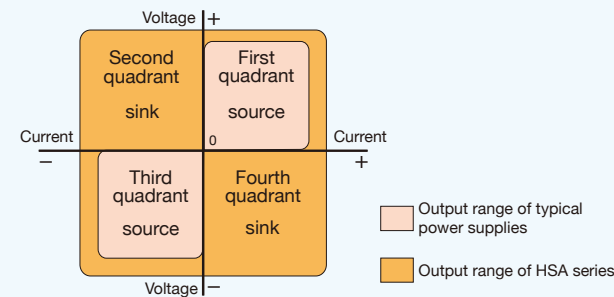 Voltage +
Second quadrant
sink
First quadrant
source
Current
−
0
Current
+
Third quadrant
source
Fourth quadrant
sink
Voltage −
Output range of typical
power supplies
Output range of HSA series